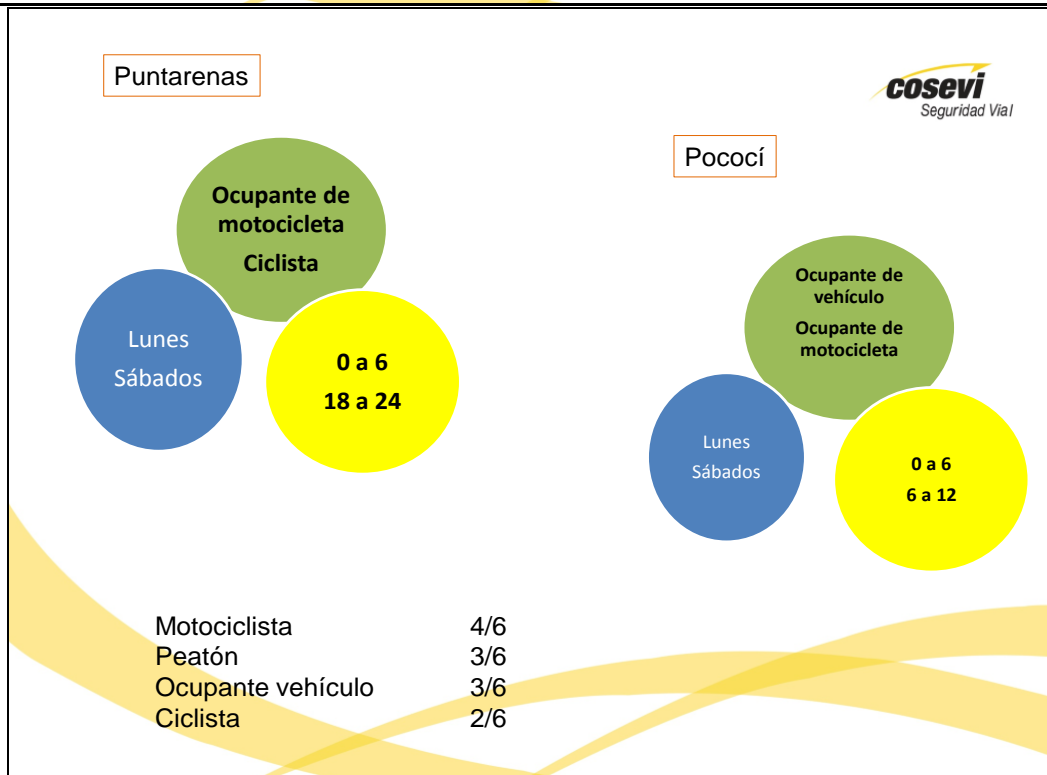 Puntarenas
cosevi
Seguridad Vial
Pococí
Ocupante de
motocicleta
Ciclista
Lunes
Sábados
0 a 6
18 a 24
Ocupante de
vehículo
Ocupante de
motocicleta
Lunes
Sábados
0 a 6
6 a 12
Motociclista 4/6
Peatón 3/6
Ocupante vehículo 3/6
Ciclista 2/6